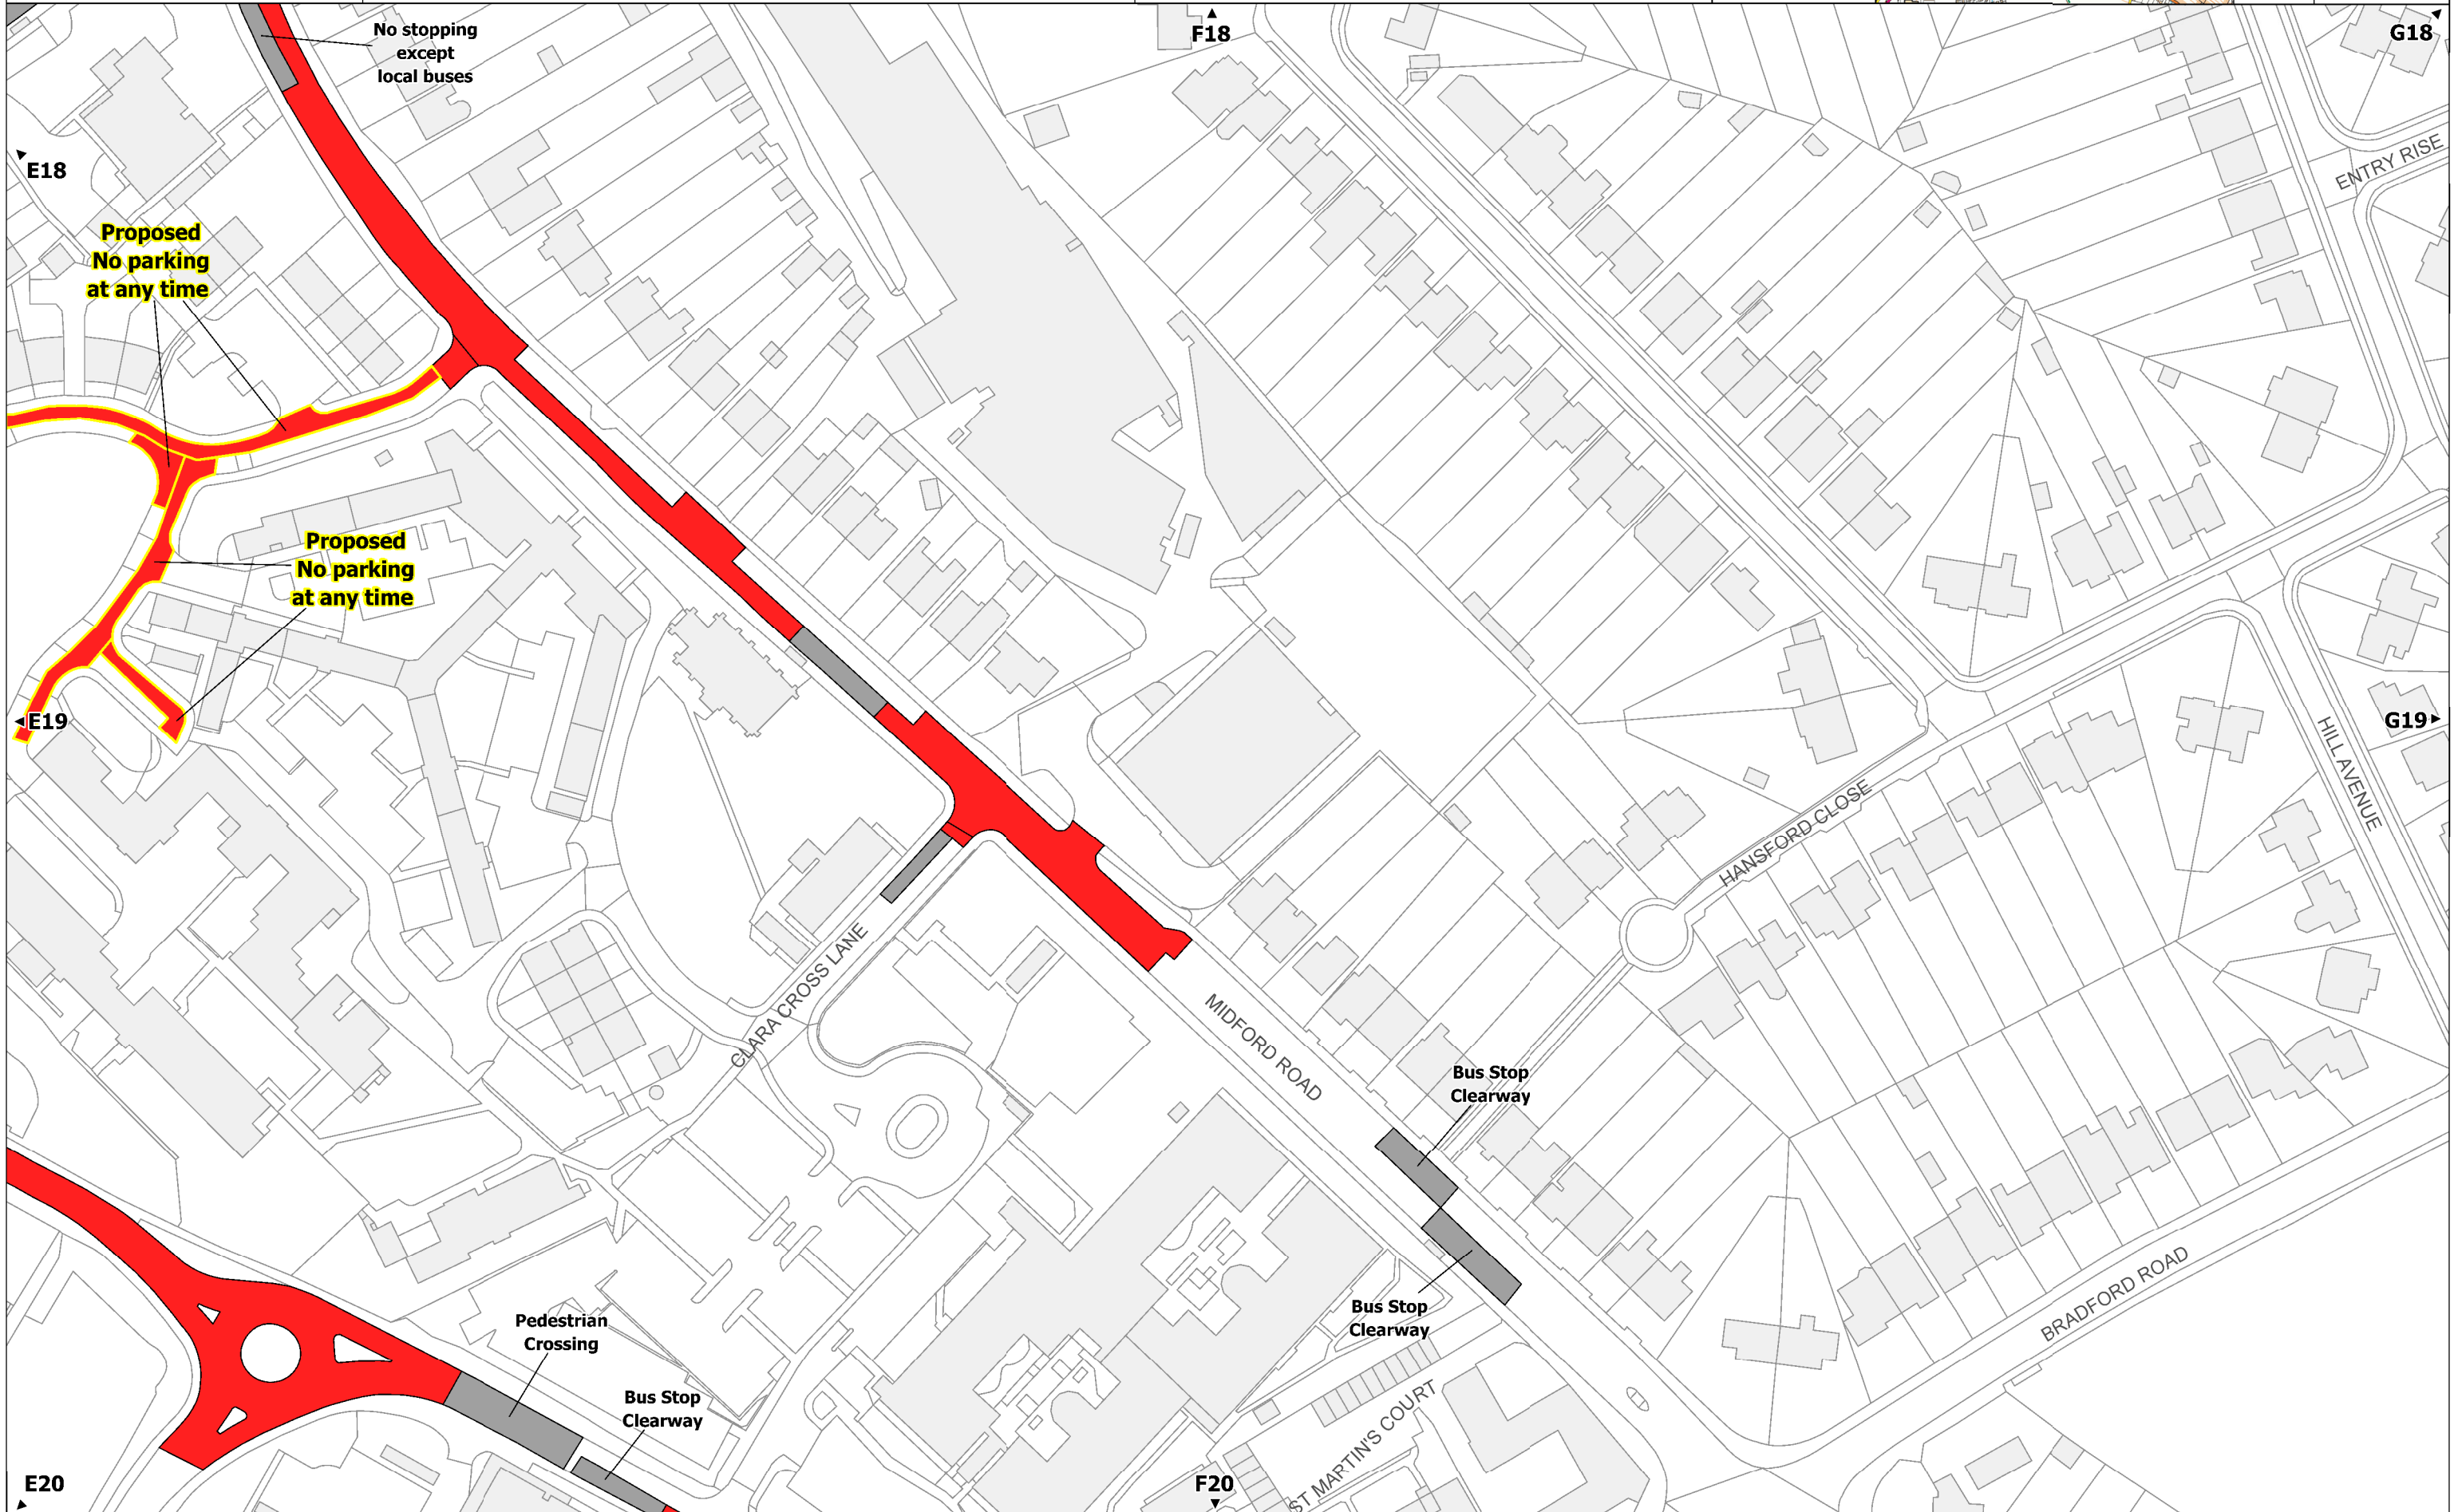 No stopping
except
local buses
F18
G18
ENTRY RISE
E18
Proposed
No parking
at any time
Proposed
No parking
at any time
E19
G19
HILL AVENUE
HANSFORD CLOSE
CLARA CROSS LANE
MIDFORD ROAD
Bus Stop
Clearway
Bus Stop
Clearway
BRADFORD ROAD
Pedestrian
Crossing
Bus Stop
Clearway
ST MARTIN'S COURT
E20
F20